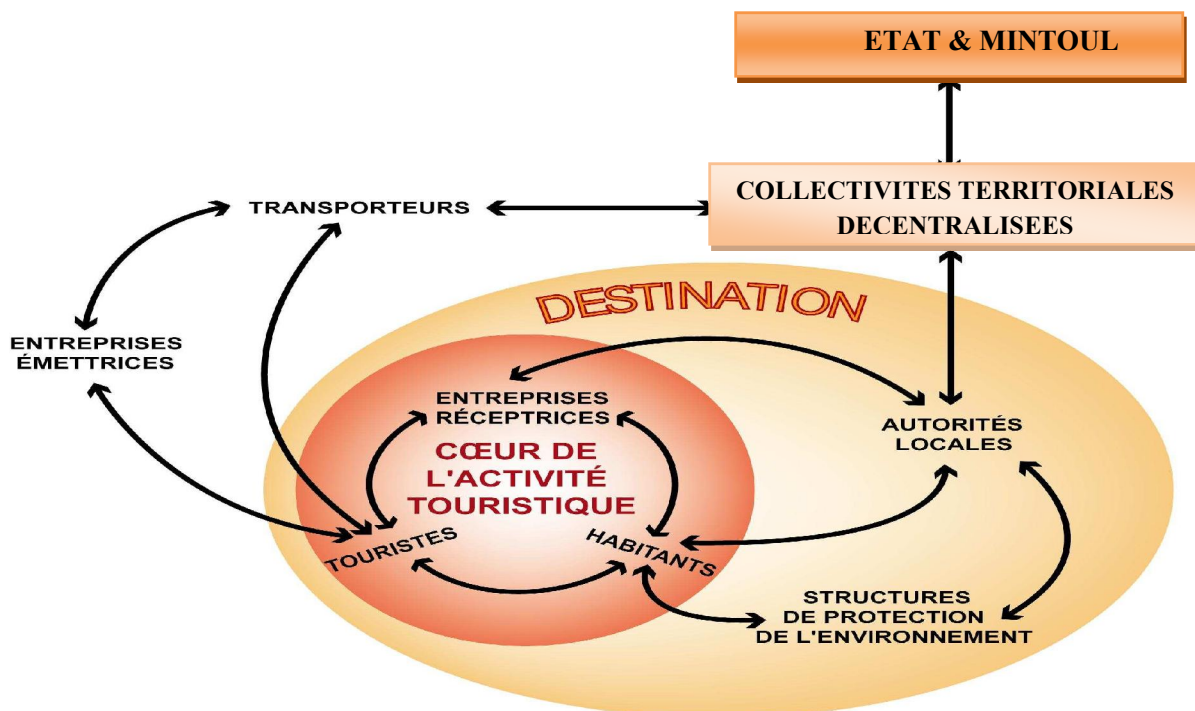 ETAT & MINTOUL
COLLECTIVITES TERRITORIALES
DECENTRALISEES
TRANSPORTEURS
ENTREPRISES
ÉMETTRICES
DESTINATION
ENTREPRISES
RÉCEPTRICES
CŒUR DE
L'ACTIVITÉ
TOURISTIQUE
TOURISTES
HABITANTS
AUTORITÉS
LOCALES
STRUCTURES
DE PROTECTION
DE L'ENVIRONNEMENT